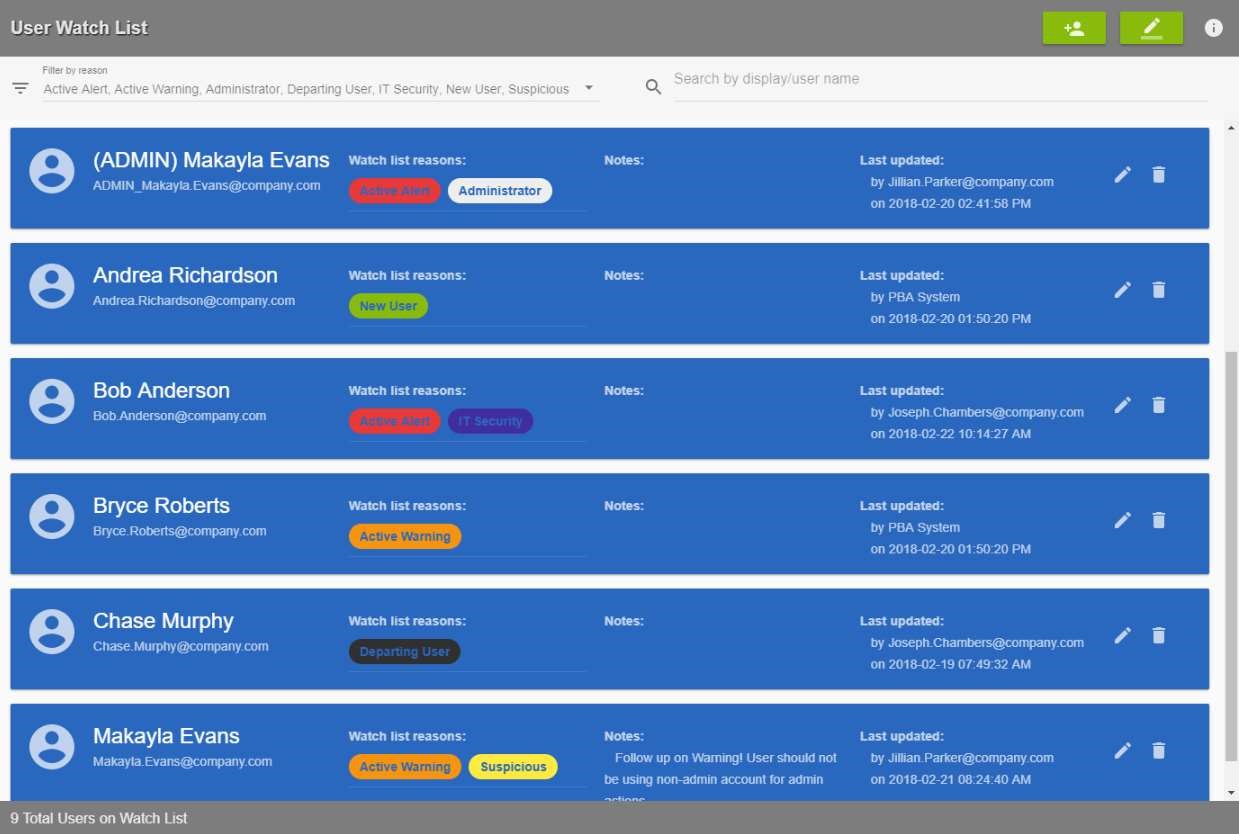 User Watch List
Filter by reason
Active Alert, Active Warning, Administrator, Departing User, IT Security, New User, Suspicious
Search by display/user name
(ADMIN) Makayla Evans
ADMIN_Makayla.Evans@company.com
Watch list reasons:
Active Alert Administrator
Notes:
Last updated:
by Jillian.Parker@company.com
on 2018-02-20 02:41:58 PM
Andrea Richardson
Andrea.Richardson@company.com
Watch list reasons:
New User
Notes:
Last updated:
by PBA System
on 2018-02-20 01:50:20 PM
Bob Anderson
Bob.Anderson@company.com
Watch list reasons:
Active Alert IT Security
Notes:
Last updated:
by Joseph.Chambers@company.com
on 2018-02-22 10:14:27 AM
Bryce Roberts
Bryce.Roberts@company.com
Watch list reasons:
Active Warning
Notes:
Last updated:
by PBA System
on 2018-02-20 01:50:20 PM
Chase Murphy
Chase.Murphy@company.com
Watch list reasons:
Departing User
Notes:
Last updated:
by Joseph.Chambers@company.com
on 2018-02-19 07:49:32 AM
Makayla Evans
Makayla.Evans@company.com
Watch list reasons:
Active Warning Suspicious
Notes:
Follow up on Warning! User should not
be using non-admin account for admin
actions
Last updated:
by Jillian.Parker@company.com
on 2018-02-21 08:24:40 AM
9 Total Users on Watch List